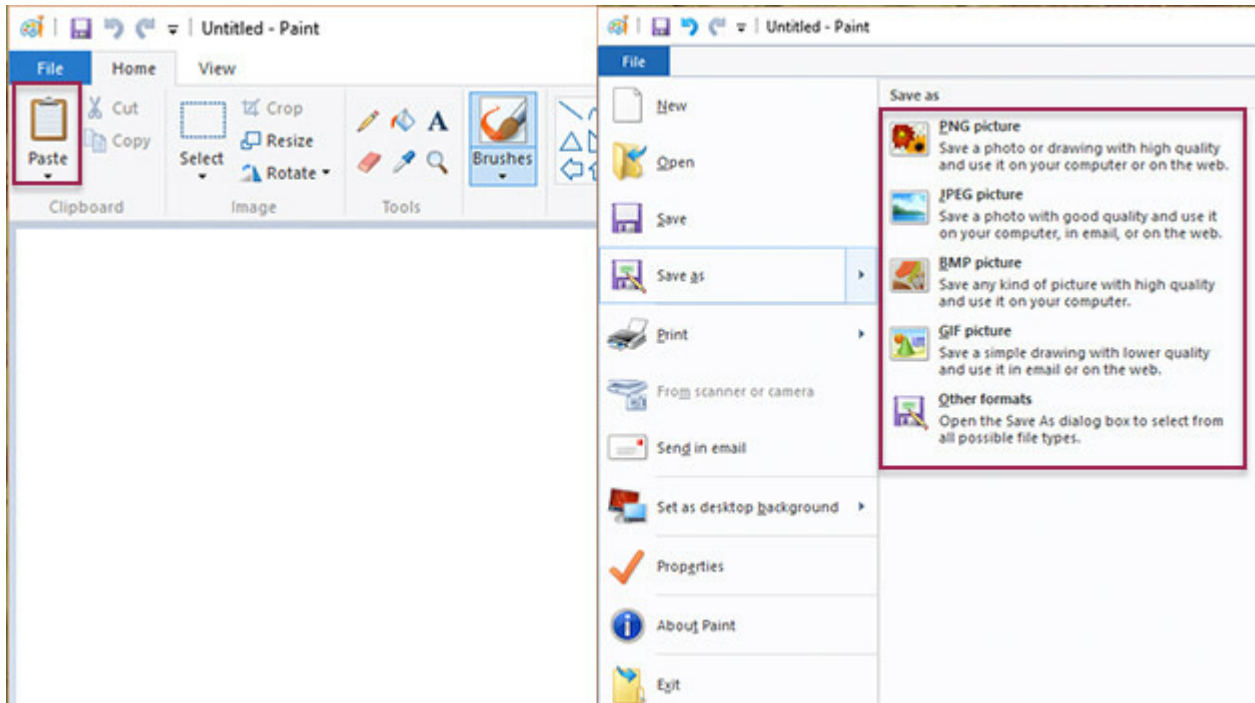 Untitled - Paint
File Home View
Paste
Cut
Copy
Clipboard
Select
Crop
Resize
Rotate
Image
A
Tools
Brushes
Untitled - Paint
File
New
Open
Save
Save as
Print
From scanner or camera
Send in email
Set as desktop background
Properties
About Paint
Exit
Save as
PNG picture
Save a photo or drawing with high quality
and use it on your computer or on the web.
JPEG picture
Save a photo with good quality and use it
on your computer, in email, or on the web.
BMP picture
Save any kind of picture with high quality
and use it on your computer.
GIF picture
Save a simple drawing with lower quality
and use it in email or on the web.
Other formats
Open the Save As dialog box to select from
all possible file types.